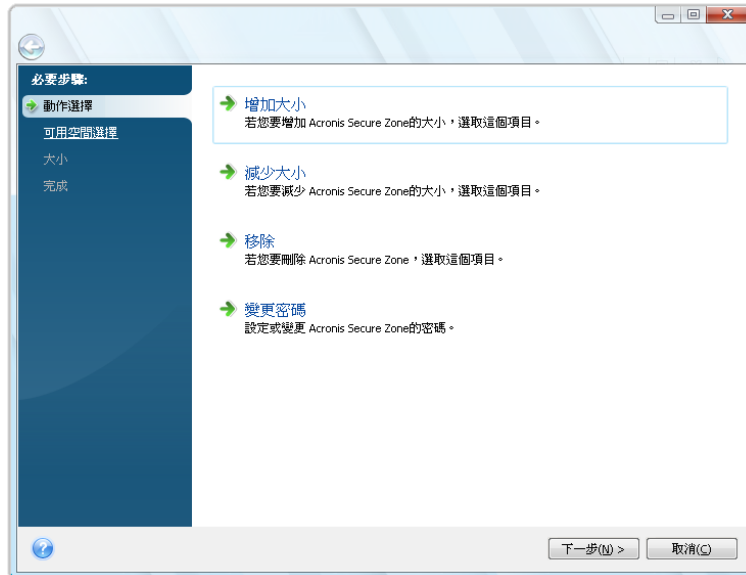 必要步驟:
動作選擇
可用空間選擇
大小
完成
增加大小
若您要增加 Acronis Secure Zone的大小，選取這個項目。
減少大小
若您要減少 Acronis Secure Zone的大小，選取這個項目。
移除
若您要刪除 Acronis Secure Zone，選取這個項目。
變更密碼
設定或變更 Acronis Secure Zone的密碼。
下一步(N) >
取消(C)